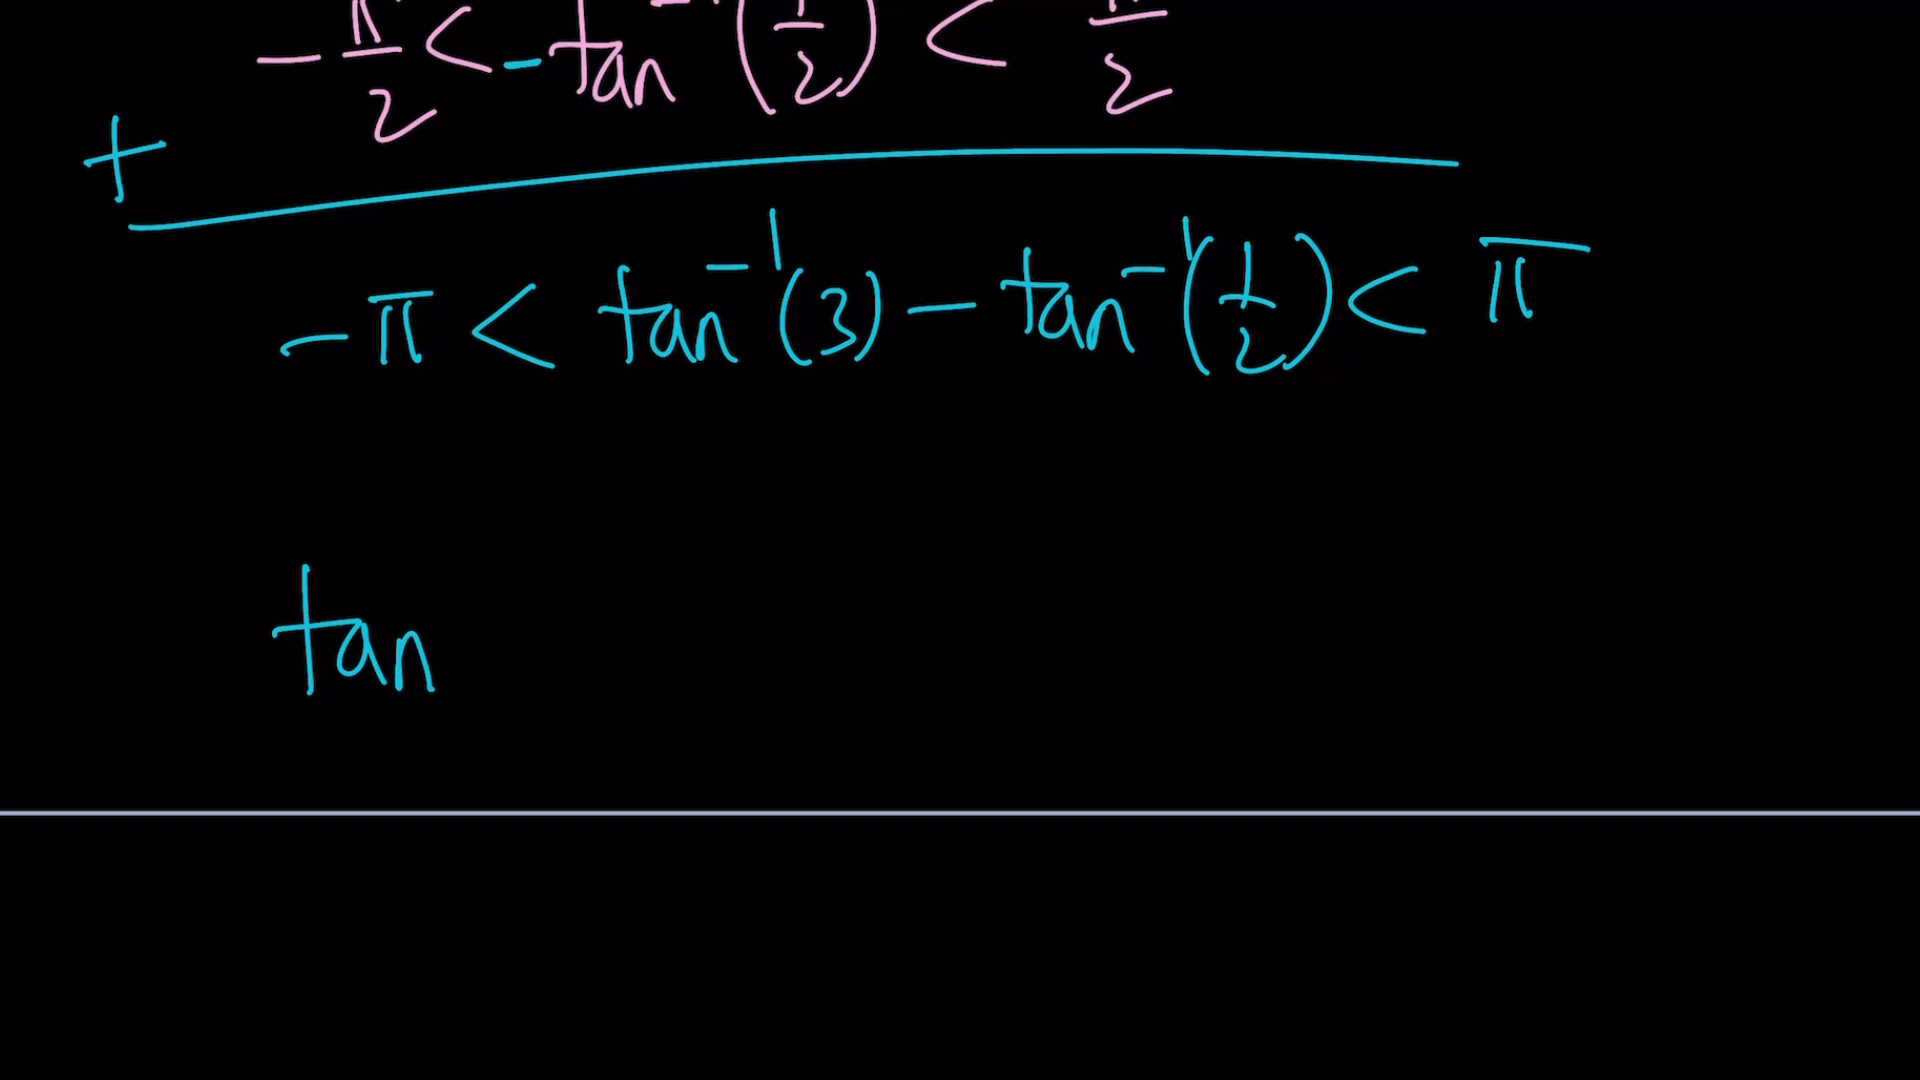 -π/2 < -tan⁻¹(1/2) < π/2
+
-π < tan⁻¹(3) - tan⁻¹(1/2) < π
tan